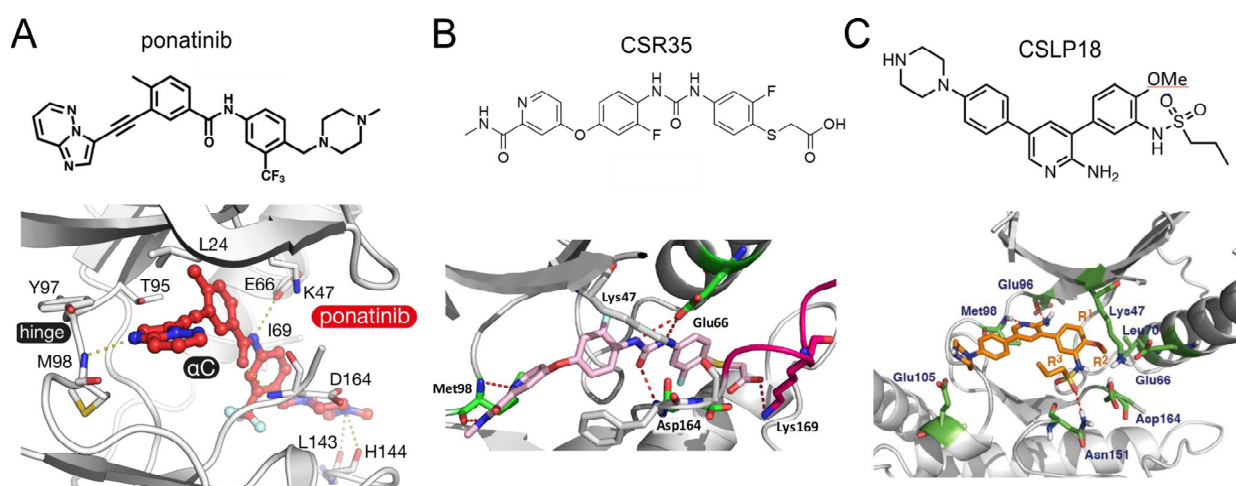 A
ponatinib
N
N
N
O
H
N
CF₃
N
N
B
CSR35
N
H
N
O
O
F
H
N
O
H
N
F
S
O
OH
C
CSLP18
HN
N
N
NH₂
OMe
N
H
S
O
O
L24
Y97
T95
E66
K47
hinge
I69
ponatinib
M98
αC
D164
L143
H144
Lys47
Glu66
Met98
Asp164
Lys169
Glu96
Met98
R¹
Lys47
Leu70
R³
R²
Glu66
Glu105
Asp164
Asn151